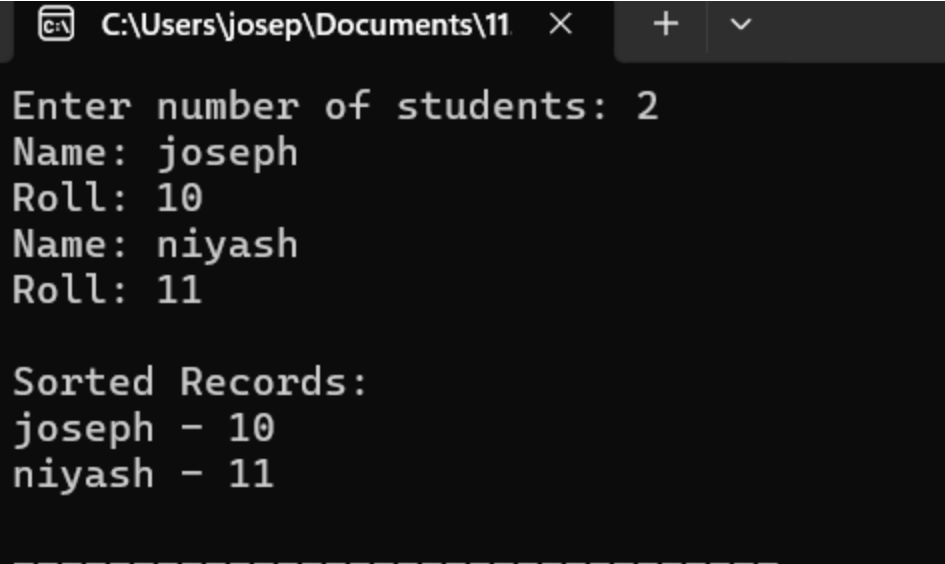 C:\Users\josep\Documents\11
Enter number of students: 2
Name: joseph
Roll: 10
Name: niyash
Roll: 11
Sorted Records:
joseph - 10
niyash - 11